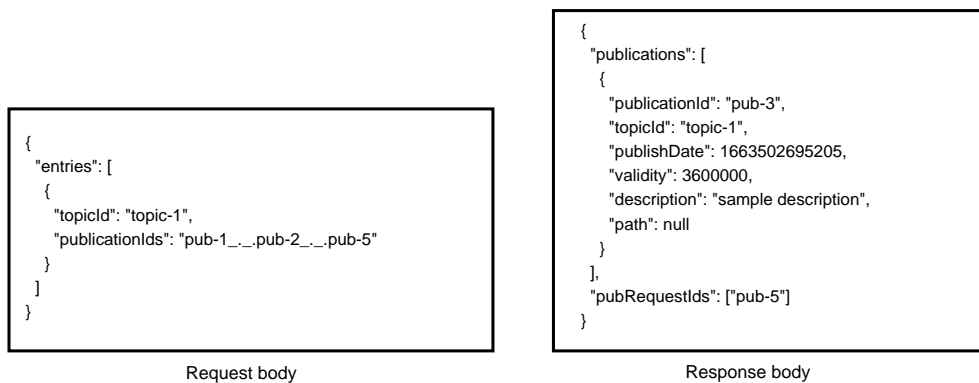 {
"entries": [
{
"topicId": "topic-1",
"publicationIds": "pub-1_._.pub-2_._.pub-5"
}
]
}
Request body
{
"publications": [
{
"publicationId": "pub-3",
"topicId": "topic-1",
"publishDate": 1663502695205,
"validity": 3600000,
"description": "sample description",
"path": null
}
],
"pubRequestIds": ["pub-5"]
}
Response body